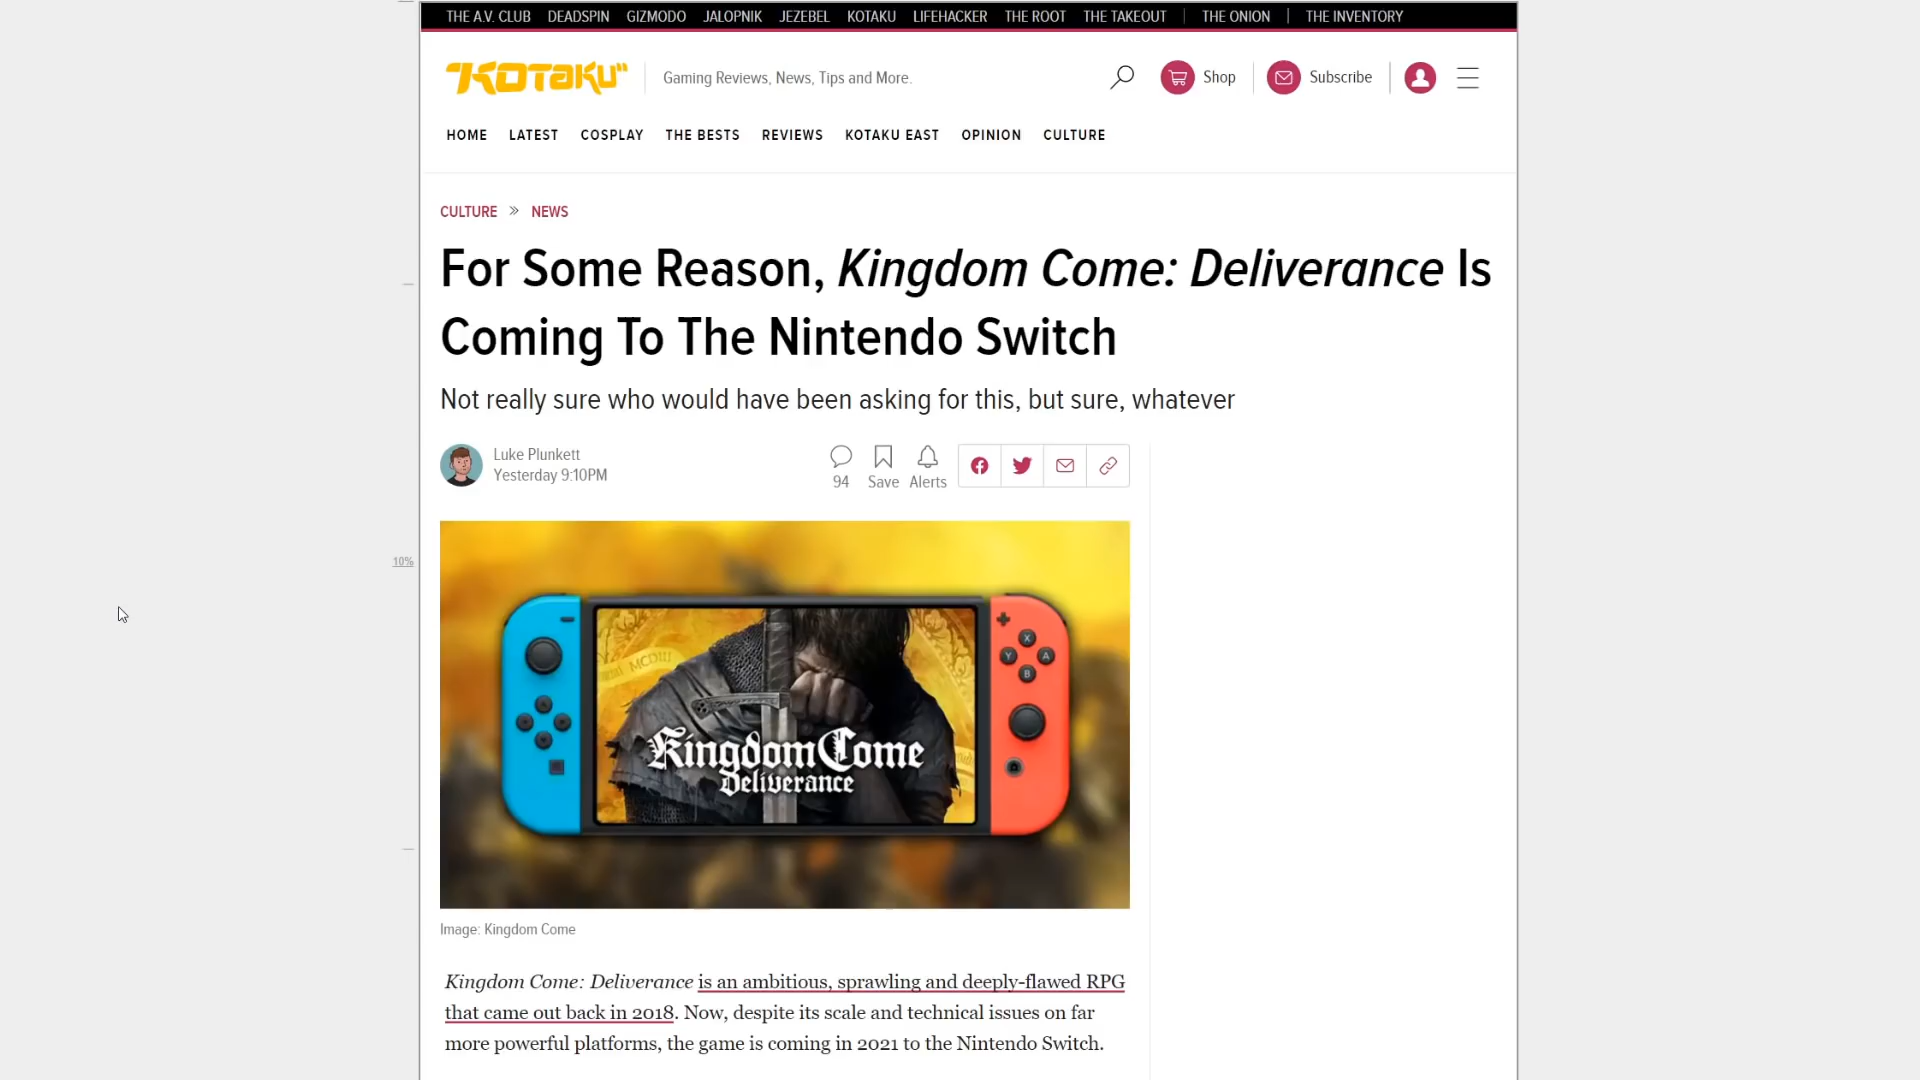 THE A.V. CLUB DEADSPIN GIZMODO JALOPNIK JEZEBEL KOTAKU LIFEHACKER THE ROOT THE TAKEOUT THE ONION THE INVENTORY
KOTaKU Gaming Reviews, News, Tips and More. Shop Subscribe
HOME LATEST COSPLAY THE BESTS REVIEWS KOTAKU EAST OPINION CULTURE
CULTURE » NEWS
For Some Reason, Kingdom Come: Deliverance Is
Coming To The Nintendo Switch
Not really sure who would have been asking for this, but sure, whatever
Luke Plunkett
Yesterday 9:10PM
94 Save Alerts
10%
X
Y A
B
MCDIII
Kingdom Come
Deliverance
Image: Kingdom Come
Kingdom Come: Deliverance is an ambitious, sprawling and deeply-flawed RPG
that came out back in 2018. Now, despite its scale and technical issues on far
more powerful platforms, the game is coming in 2021 to the Nintendo Switch.